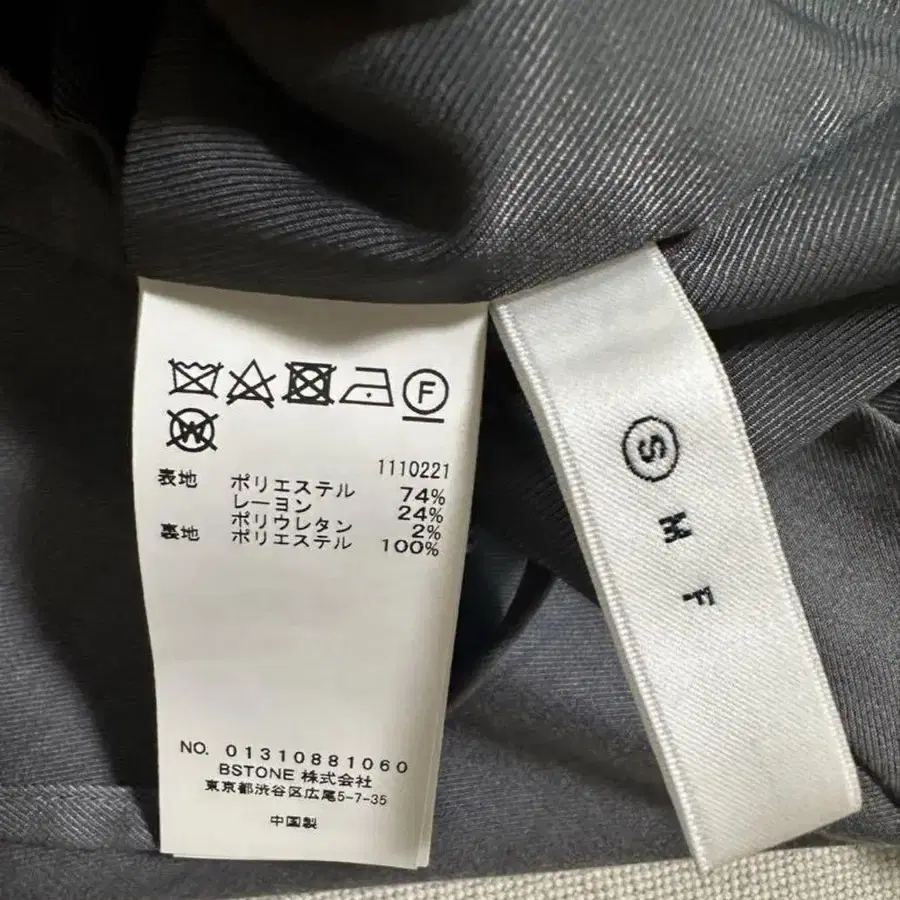 F
W
1110221
表地 ポリエステル 74%
レーヨン 24%
ポリウレタン 2%
裏地 ポリエステル 100%
NO. 01310881060
BSTONE 株式会社
東京都渋谷区広尾5-7-35
中国製
S M F